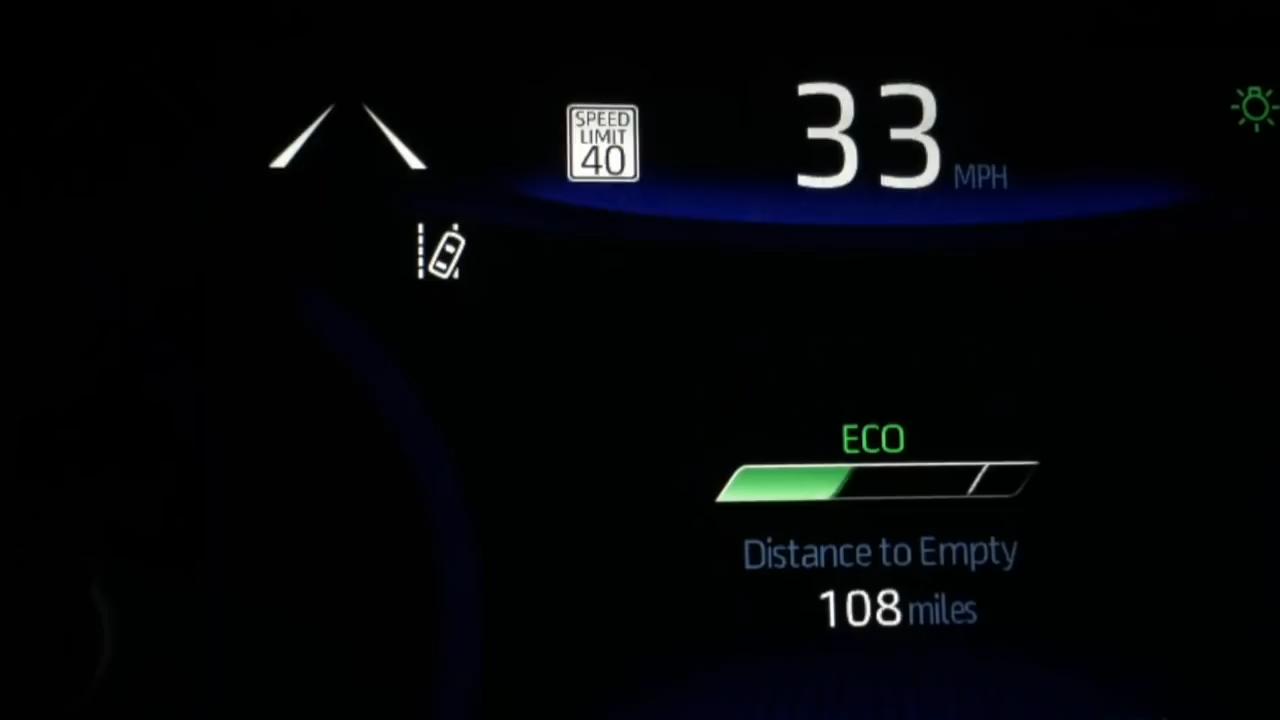 SPEED
LIMIT
40
33 MPH
ECO
Distance to Empty
108 miles